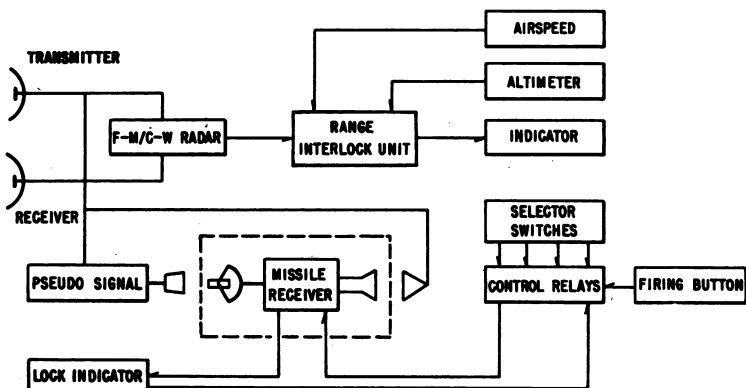 AIRSPEED
TRANSMITTER
ALTIMETER
F-M/C-W RADAR
RANGE
INTERLOCK UNIT
INDICATOR
RECEIVER
SELECTOR
SWITCHES
PSEUDO SIGNAL
MISSILE
RECEIVER
CONTROL RELAYS
FIRING BUTTON
LOCK INDICATOR